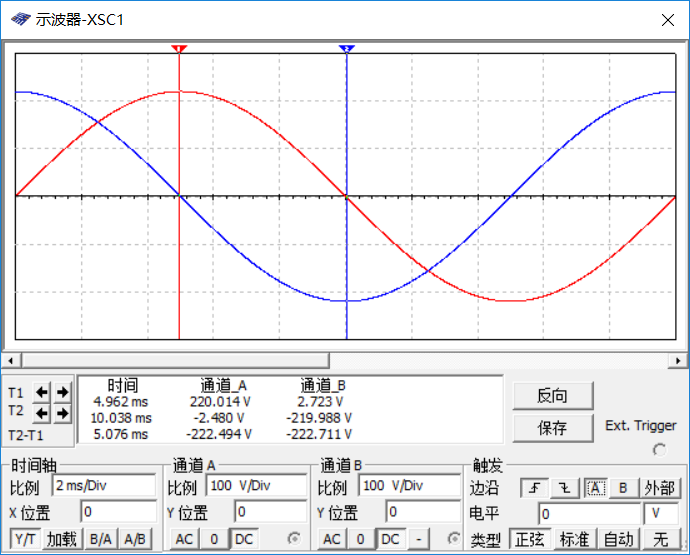 示波器-XSC1
1
2
时间 通道_A 通道_B
T1 4.962 ms 220.014 V 2.723 V
T2 10.038 ms -2.480 V -219.988 V
T2-T1 5.076 ms -222.494 V -222.711 V
反向
保存
Ext. Trigger
时间轴
比例 2 ms/Div
X 位置 0
Y/T 加载 B/A A/B
通道 A
比例 100 V/Div
Y 位置 0
AC 0 DC
通道 B
比例 100 V/Div
Y 位置 0
AC 0 DC -
触发
边沿 A B 外部
电平 0 V
类型 正弦 标准 自动 无